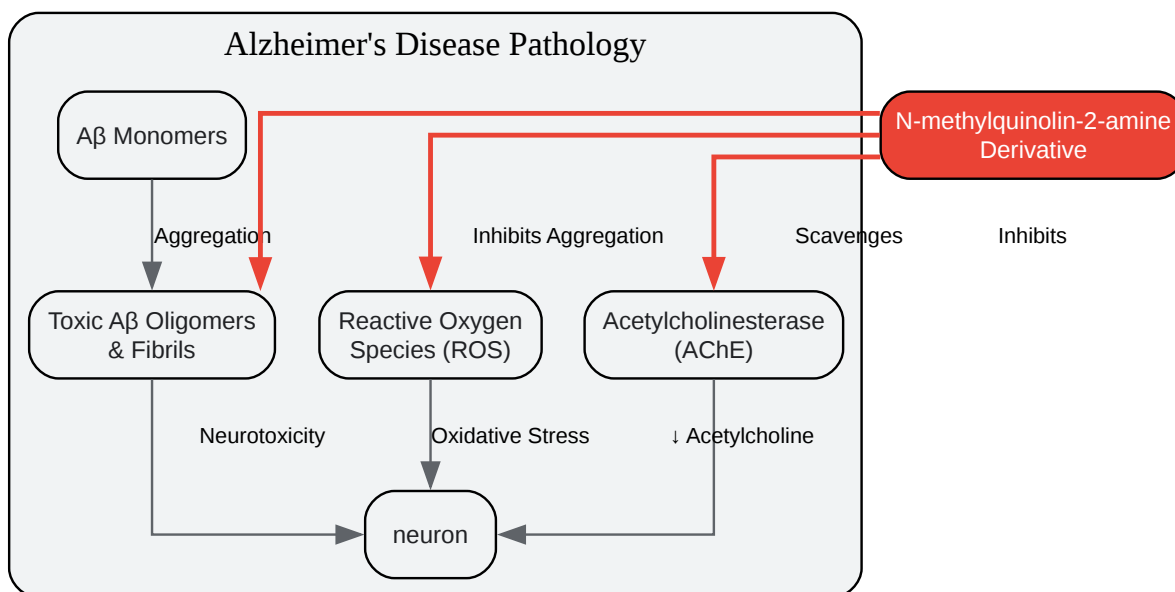 Alzheimer's Disease Pathology
Aβ Monomers
N-methylquinolin-2-amine
Derivative
Aggregation
Inhibits Aggregation
Scavenges
Inhibits
Toxic Aβ Oligomers
& Fibrils
Reactive Oxygen
Species (ROS)
Acetylcholinesterase
(AChE)
Neurotoxicity
Oxidative Stress
↓ Acetylcholine
neuron